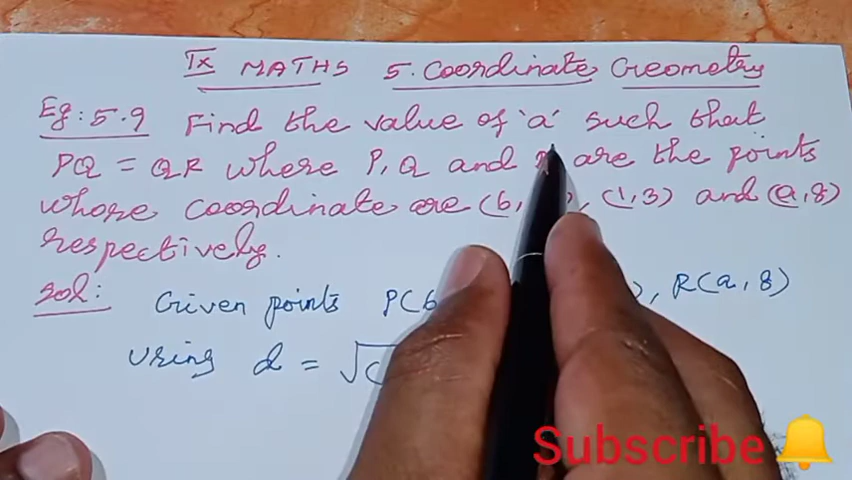 IX MATHS 5. Coordinate Geometry
Eg: 5.9 Find the value of 'a' such that
PQ = QR where P, Q and are the points
whose coordinate are (6, , (1,3) and (a,8)
respectively.
Sol: Given points P(6 ), R(a, 8)
using d = √(
Subscribe